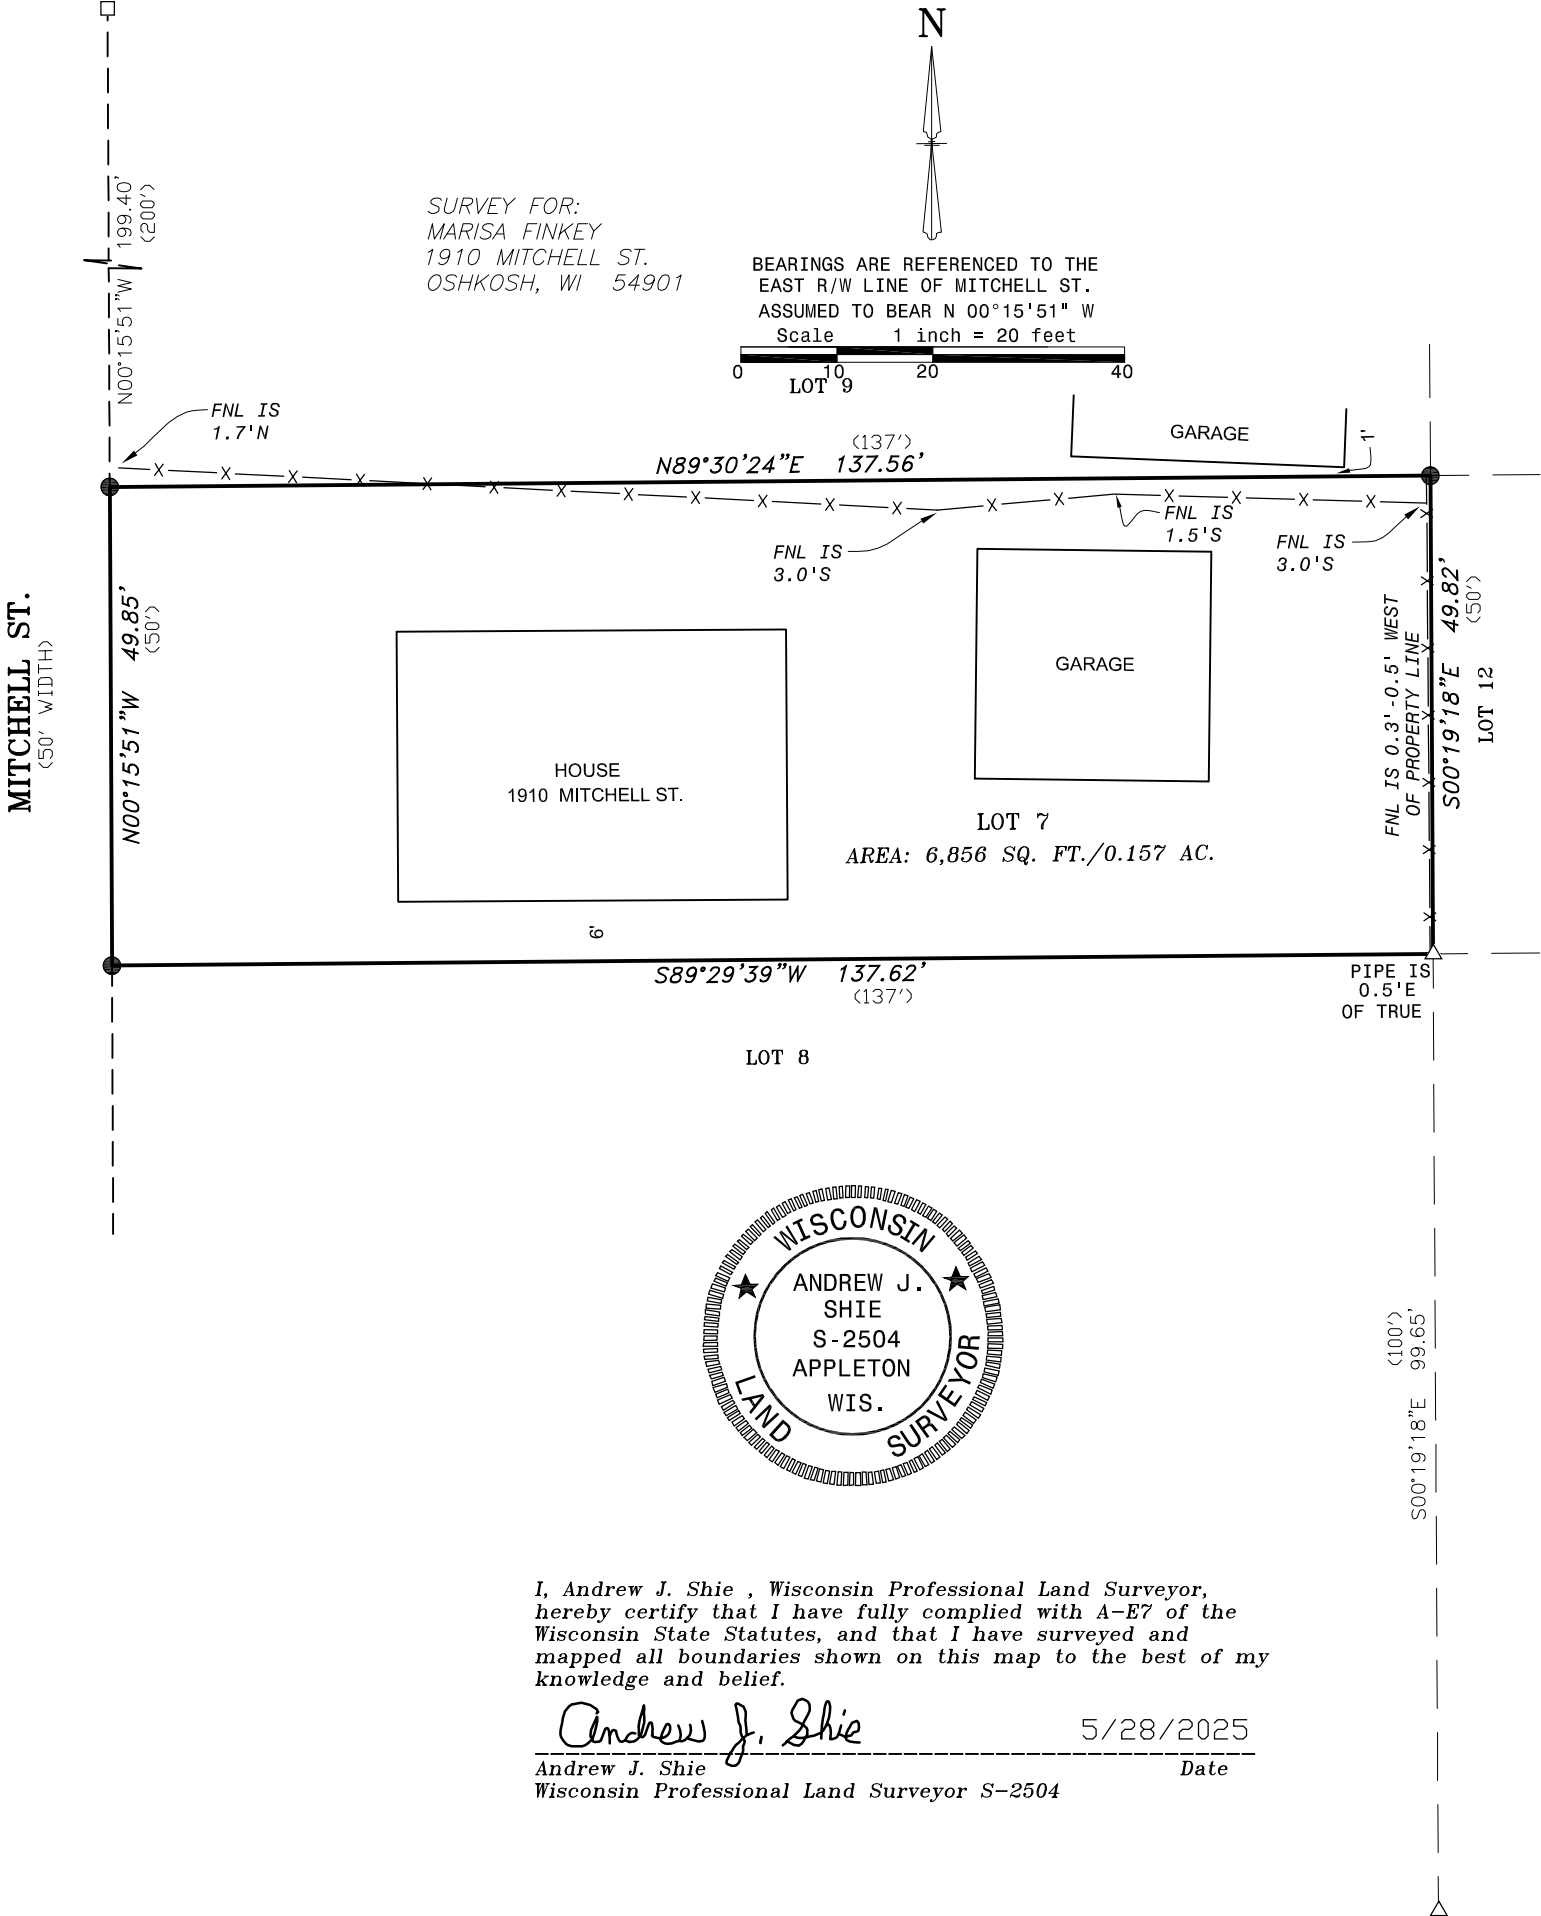 N
N00°15'51"W 199.40'
(200')
SURVEY FOR:
MARISA FINKEY
1910 MITCHELL ST.
OSHKOSH, WI 54901
BEARINGS ARE REFERENCED TO THE
EAST R/W LINE OF MITCHELL ST.
ASSUMED TO BEAR N 00°15'51" W
Scale 1 inch = 20 feet
0 10 20 40
LOT 9
FNL IS
1.7'N
(137')
N89°30'24"E 137.56'
GARAGE
1'
FNL IS
3.0'S
FNL IS
1.5'S
FNL IS
3.0'S
MITCHELL ST.
(50' WIDTH)
N00°15'51"W 49.85'
(50')
HOUSE
1910 MITCHELL ST.
GARAGE
LOT 7
AREA: 6,856 SQ. FT./0.157 AC.
FNL IS 0.3'-0.5' WEST
OF PROPERTY LINE
S00°19'18"E 49.82'
(50')
LOT 12
6'
S89°29'39"W 137.62'
(137')
PIPE IS
0.5'E
OF TRUE
LOT 8
WISCONSIN
ANDREW J.
SHIE
S-2504
APPLETON
WIS.
LAND SURVEYOR
(100')
S00°19'18"E 99.65'
I, Andrew J. Shie , Wisconsin Professional Land Surveyor,
hereby certify that I have fully complied with A-E7 of the
Wisconsin State Statutes, and that I have surveyed and
mapped all boundaries shown on this map to the best of my
knowledge and belief.
Andrew J. Shie 5/28/2025
Andrew J. Shie Date
Wisconsin Professional Land Surveyor S-2504